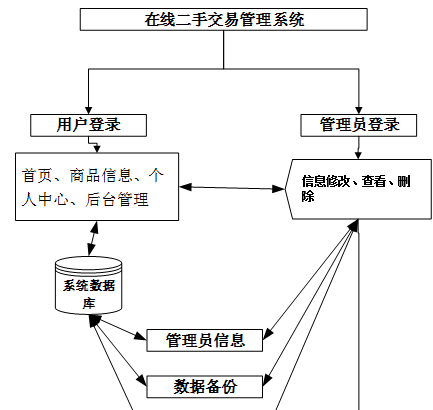 在线二手交易管理系统
用户登录
管理员登录
首页、商品信息、个
人中心、后台管理
信息修改、查看、删
除
系统数据
库
管理员信息
数据备份